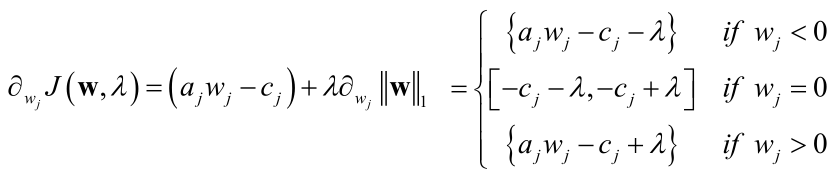 ∂_{w_j} J(𝐰, λ) = (a_j w_j − c_j) + λ∂_{w_j} ‖𝐰‖_1 = { {a_j w_j − c_j − λ} if w_j < 0
[−c_j − λ, −c_j + λ] if w_j = 0
{a_j w_j − c_j + λ} if w_j > 0